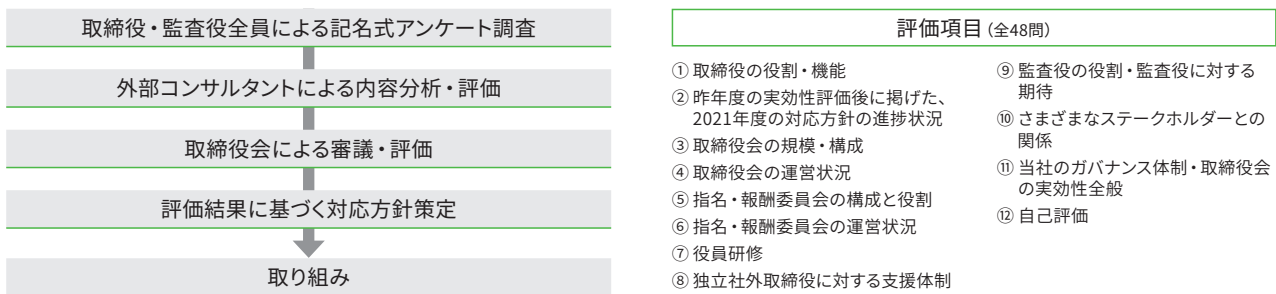 取締役・監査役全員による記名式アンケート調査
外部コンサルタントによる内容分析・評価
取締役会による審議・評価
評価結果に基づく対応方針策定
取り組み
評価項目（全48問）
① 取締役の役割・機能
② 昨年度の実効性評価後に掲げた、
2021年度の対応方針の進捗状況
③ 取締役会の規模・構成
④ 取締役会の運営状況
⑤ 指名・報酬委員会の構成と役割
⑥ 指名・報酬委員会の運営状況
⑦ 役員研修
⑧ 独立社外取締役に対する支援体制
⑨ 監査役の役割・監査役に対する
期待
⑩ さまざまなステークホルダーとの
関係
⑪ 当社のガバナンス体制・取締役会
の実効性全般
⑫ 自己評価